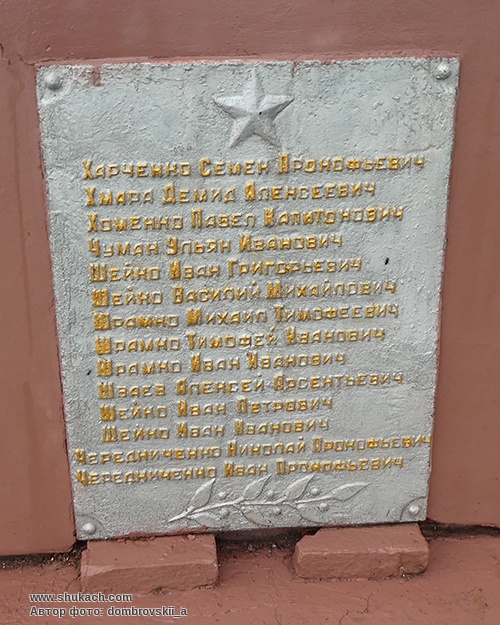 Харченко Семен Прокофьевич
Хмара Демид Алексеевич
Хоменко Павел Капитонович
Чуман Ульян Иванович
Шейко Иван Григорьевич
Шейко Василий Михайлович
Шрамко Михаил Тимофеевич
Шрамко Тимофей Иванович
Шрамко Иван Иванович
Шваев Алексей Арсентьевич
Шейко Иван Петрович
Шейко Иван Иванович
Чередниченко Николай Прокофьевич
Чередниченко Иван Прокофьевич
www.shukach.com
Автор фото: dombrovskii_a